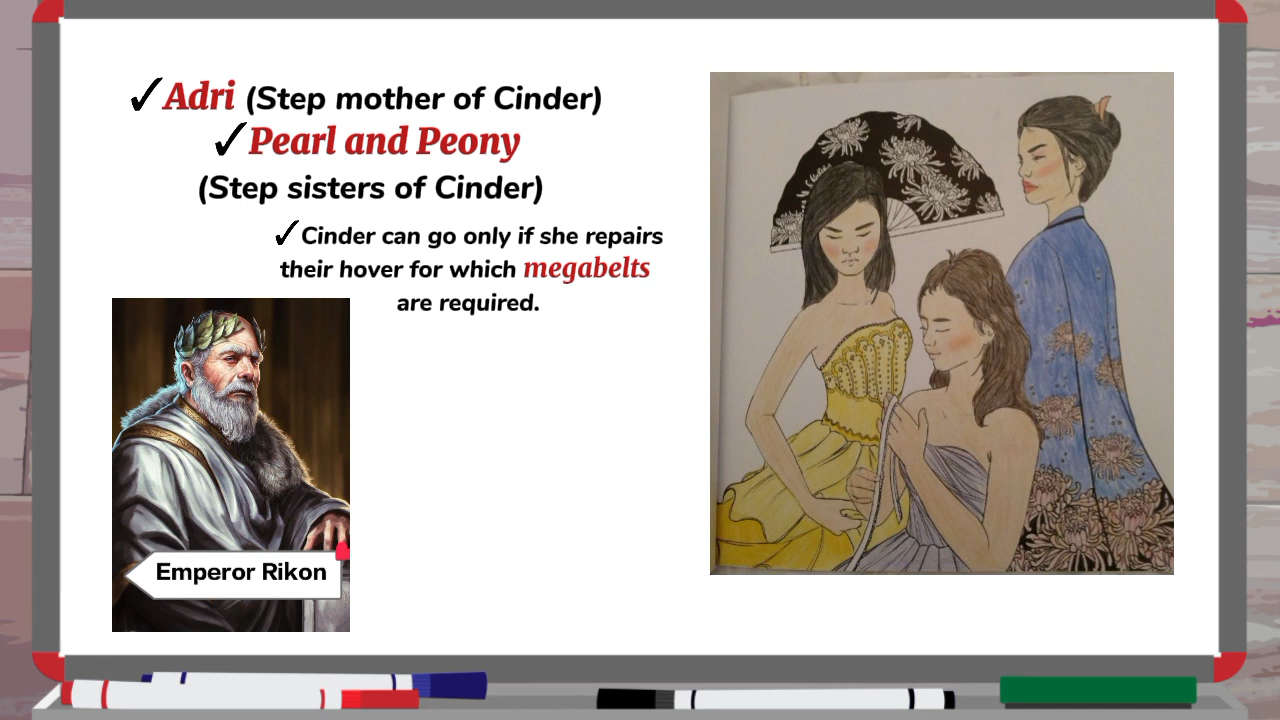 ✓Adri (Step mother of Cinder)
✓Pearl and Peony
(Step sisters of Cinder)
✓Cinder can go only if she repairs
their hover for which megabelts
are required.
Emperor Rikon